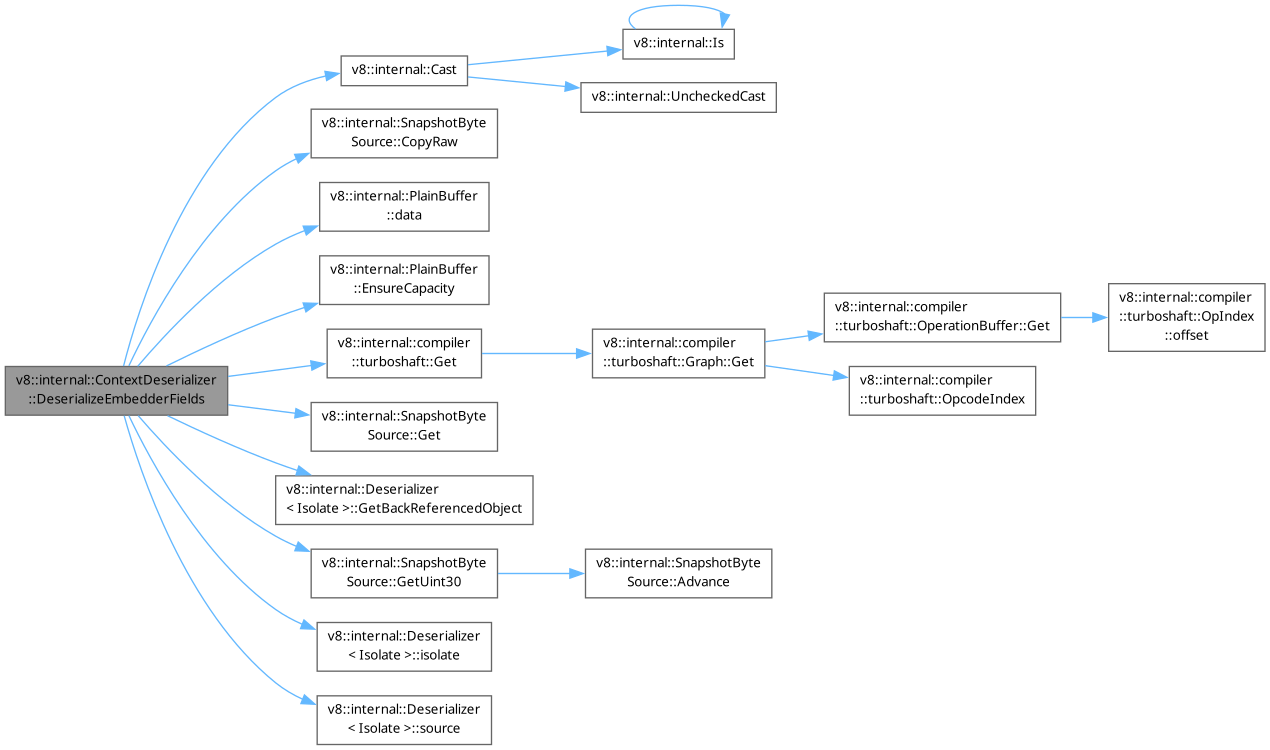 v8::internal::ContextDeserializer
::DeserializeEmbedderFields
v8::internal::Cast
v8::internal::Is
v8::internal::UncheckedCast
v8::internal::SnapshotByte
Source::CopyRaw
v8::internal::PlainBuffer
::data
v8::internal::PlainBuffer
::EnsureCapacity
v8::internal::compiler
::turboshaft::Get
v8::internal::compiler
::turboshaft::Graph::Get
v8::internal::compiler
::turboshaft::OperationBuffer::Get
v8::internal::compiler
::turboshaft::OpIndex
::offset
v8::internal::compiler
::turboshaft::OpcodeIndex
v8::internal::SnapshotByte
Source::Get
v8::internal::Deserializer
< Isolate >::GetBackReferencedObject
v8::internal::SnapshotByte
Source::GetUint30
v8::internal::SnapshotByte
Source::Advance
v8::internal::Deserializer
< Isolate >::isolate
v8::internal::Deserializer
< Isolate >::source